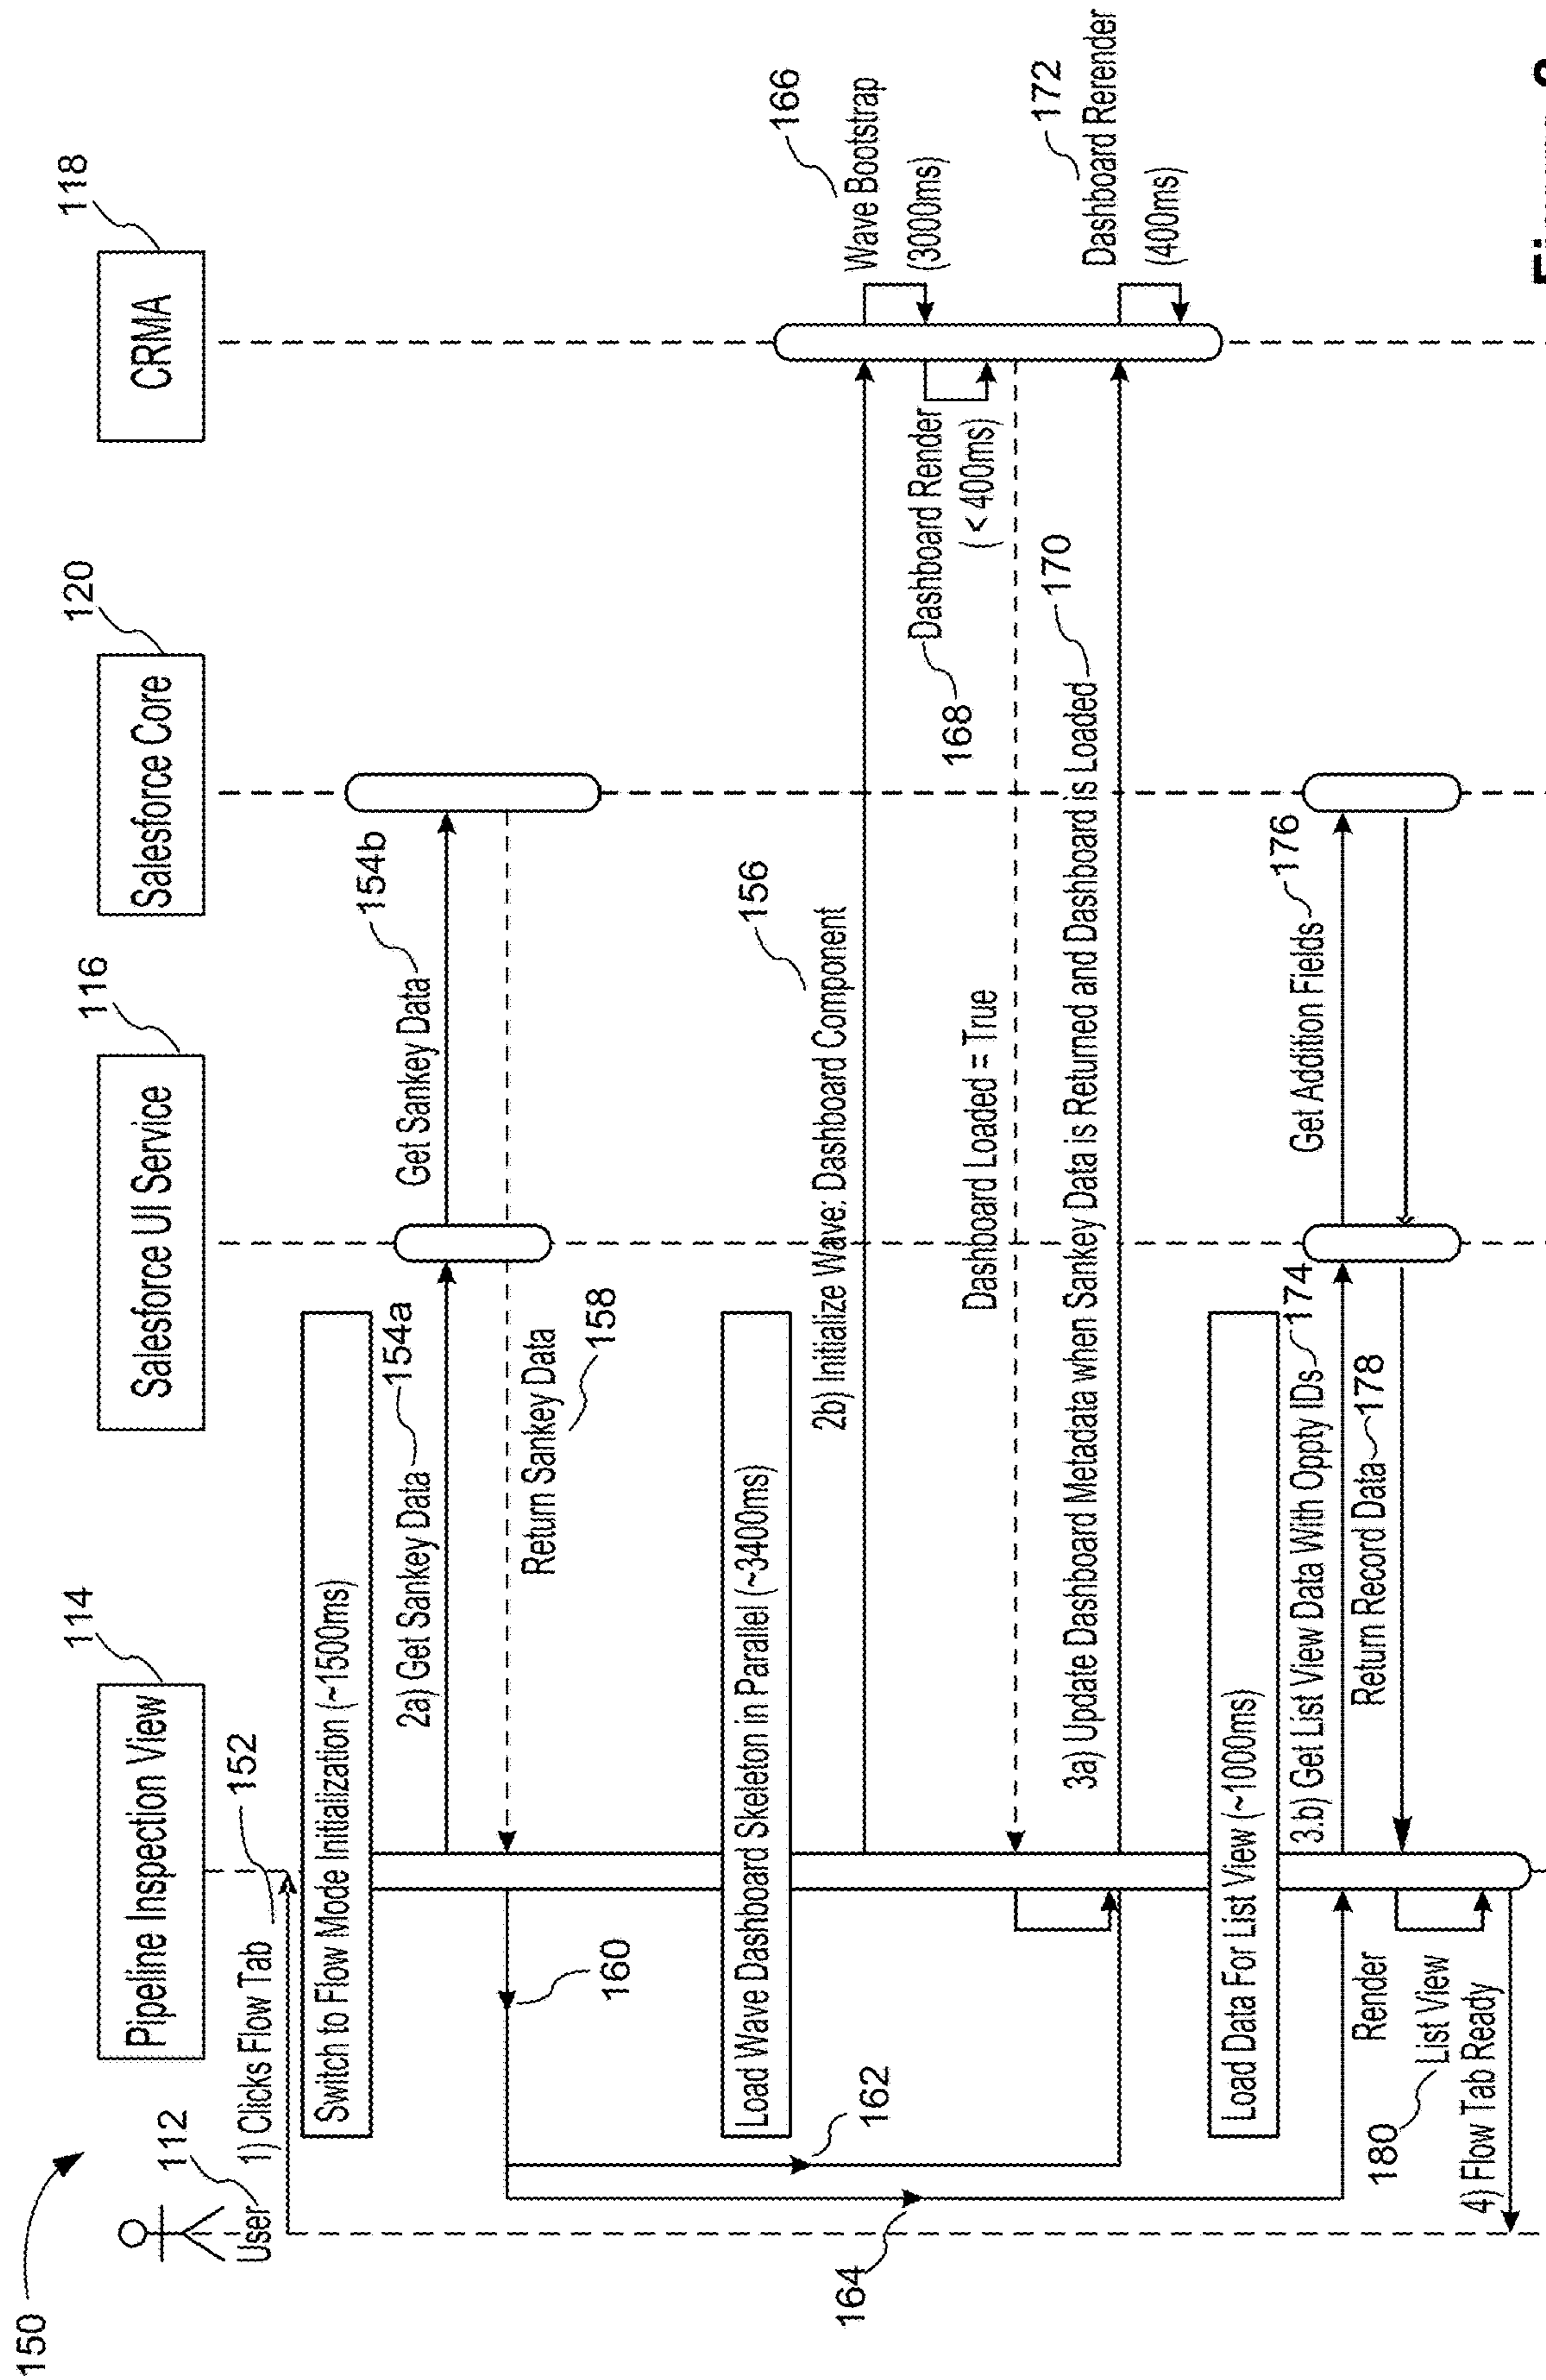 150
112
User
114
Pipeline Inspection View
116
Salesforce UI Service
120
Salesforce Core
118
CRMA
1) Clicks Flow Tab
152
Switch to Flow Mode Initialization (~1500ms)
2a) Get Sankey Data
154a
Get Sankey Data
154b
Return Sankey Data
158
160
Load Wave Dashboard Skeleton in Parallel (~3400ms)
162
164
2b) Initialize Wave: Dashboard Component
156
Wave Bootstrap
(3000ms)
166
Dashboard Render
( < 400ms)
168
Dashboard Loaded = True
3a) Update Dashboard Metadata when Sankey Data is Returned and Dashboard is Loaded
170
Dashboard Rerender
(400ms)
172
Load Data For List View (~1000ms)
3.b) Get List View Data With Oppty IDs
174
Get Addition Fields
176
Return Record Data
178
Render
List View
180
4) Flow Tab Ready